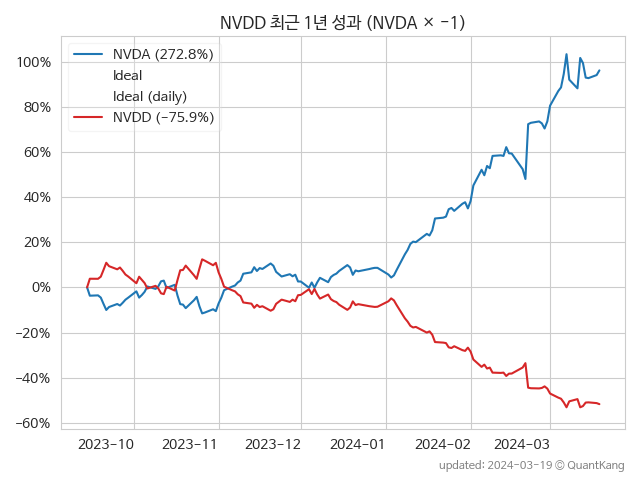 NVDD 최근 1년 성과 (NVDA × −1)
NVDA (272.8%)
Ideal
Ideal (daily)
NVDD (−75.9%)
100%
80%
60%
40%
20%
0%
−20%
−40%
−60%
2023−10 2023−11 2023−12 2024−01 2024−02 2024−03
updated: 2024−03−19 © QuantKang